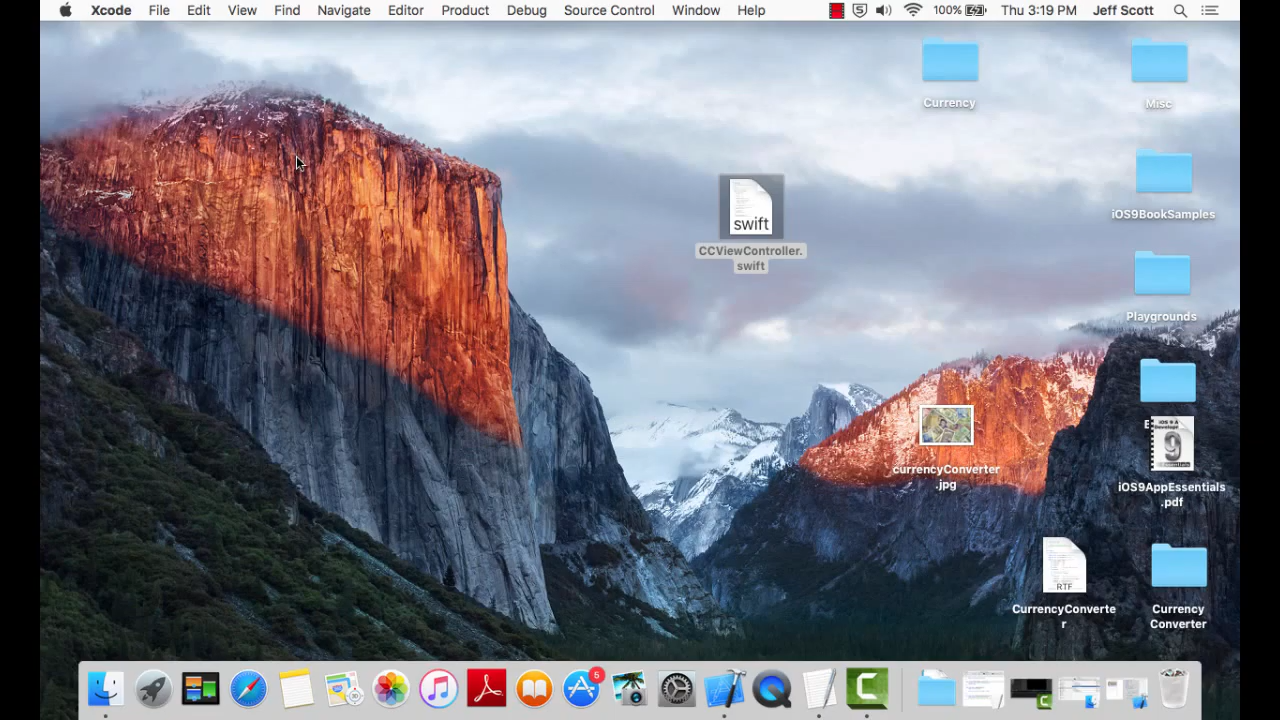 Xcode File Edit View Find Navigate Editor Product Debug Source Control Window Help 100% Thu 3:19 PM Jeff Scott
Currency
Misc
swift
CCViewController.
swift
iOS9BookSamples
Playgrounds
currencyConverter
.jpg
E
9
iOS9AppEssentials
.pdf
RTF
CurrencyConverte
r
Currency
Converter
5